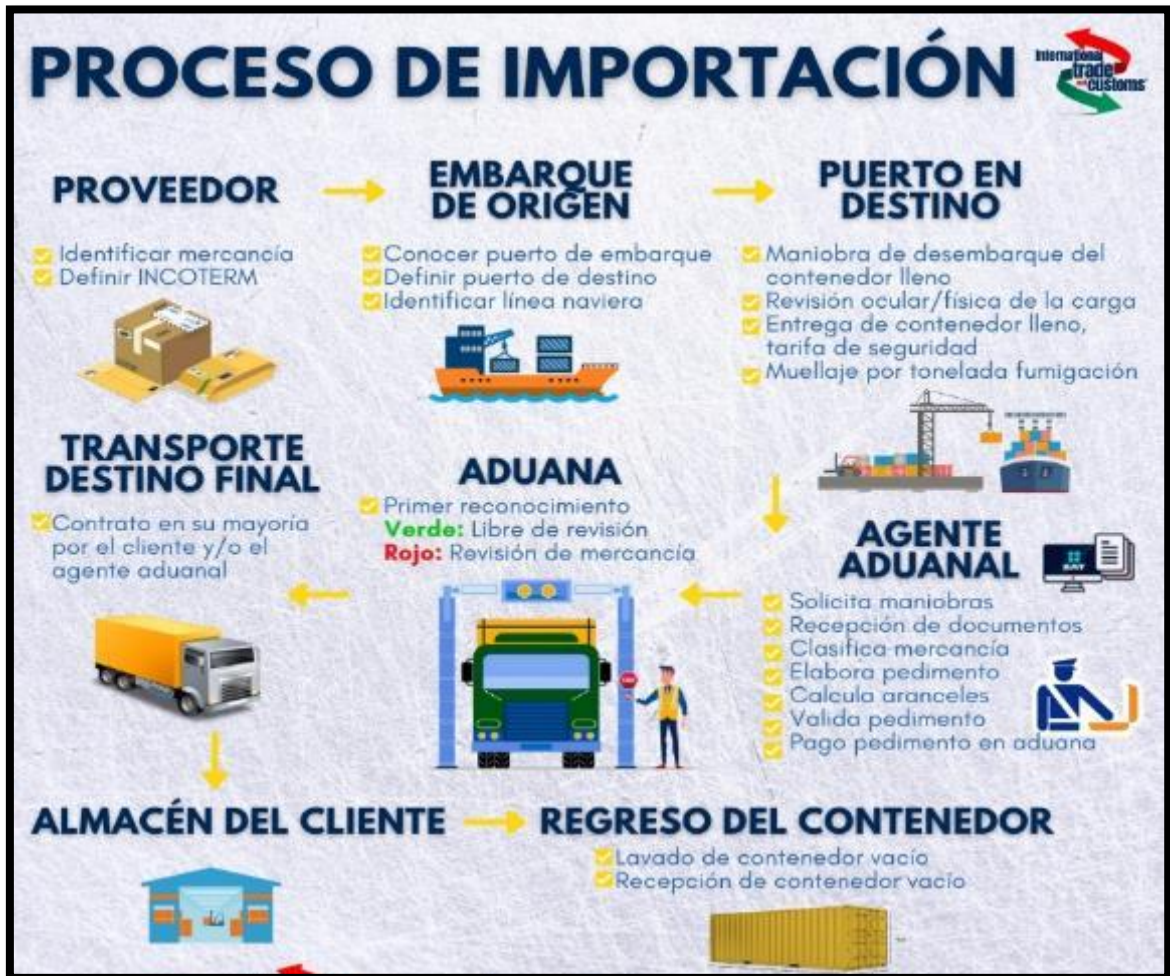 PROCESO DE IMPORTACIÓN
International
trade
and customs
PROVEEDOR
Identificar mercancía
Definir INCOTERM
EMBARQUE
DE ORIGEN
Conocer puerto de embarque
Definir puerto de destino
Identificar línea naviera
PUERTO EN
DESTINO
Maniobra de desembarque del
contenedor lleno
Revisión ocular/física de la carga
Entrega de contenedor lleno,
tarifa de seguridad
Muellaje por tonelada fumigación
AGENTE
ADUANAL
SAT
Solicita maniobras
Recepción de documentos
Clasifica mercancía
Elabora pedimento
Calcula aranceles
Valida pedimento
Pago pedimento en aduana
ADUANA
Primer reconocimiento
Verde: Libre de revisión
Rojo: Revisión de mercancía
TRANSPORTE
DESTINO FINAL
Contrato en su mayoría
por el cliente y/o el
agente aduanal
ALMACÉN DEL CLIENTE
REGRESO DEL CONTENEDOR
Lavado de contenedor vacío
Recepción de contenedor vacío